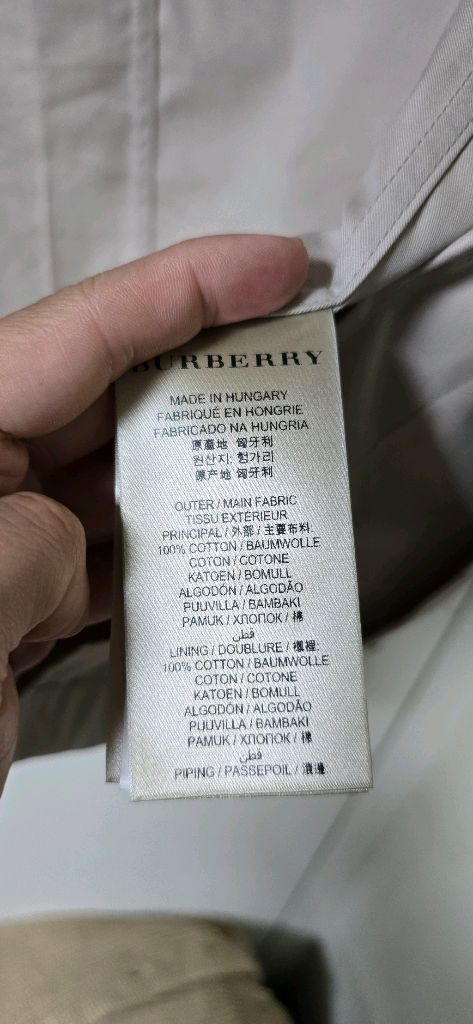 BURBERRY
MADE IN HUNGARY
FABRIQUÉ EN HONGRIE
FABRICADO NA HUNGRIA
原產地 匈牙利
원산지: 헝가리
原产地 匈牙利
OUTER / MAIN FABRIC
TISSU EXTÉRIEUR
PRINCIPAL / 外部 / 主要布料
100% COTTON / BAUMWOLLE
COTON / COTONE
KATOEN / BOMULL
ALGODÓN / ALGODÃO
PUUVILLA / BAMBAKI
PAMUK / ХЛОПОК / 棉
قطن
LINING / DOUBLURE / 襯裡:
100% COTTON / BAUMWOLLE
COTON / COTONE
KATOEN / BOMULL
ALGODÓN / ALGODÃO
PUUVILLA / BAMBAKI
PAMUK / ХЛОПОК / 棉
قطن
PIPING / PASSEPOIL / 滾邊